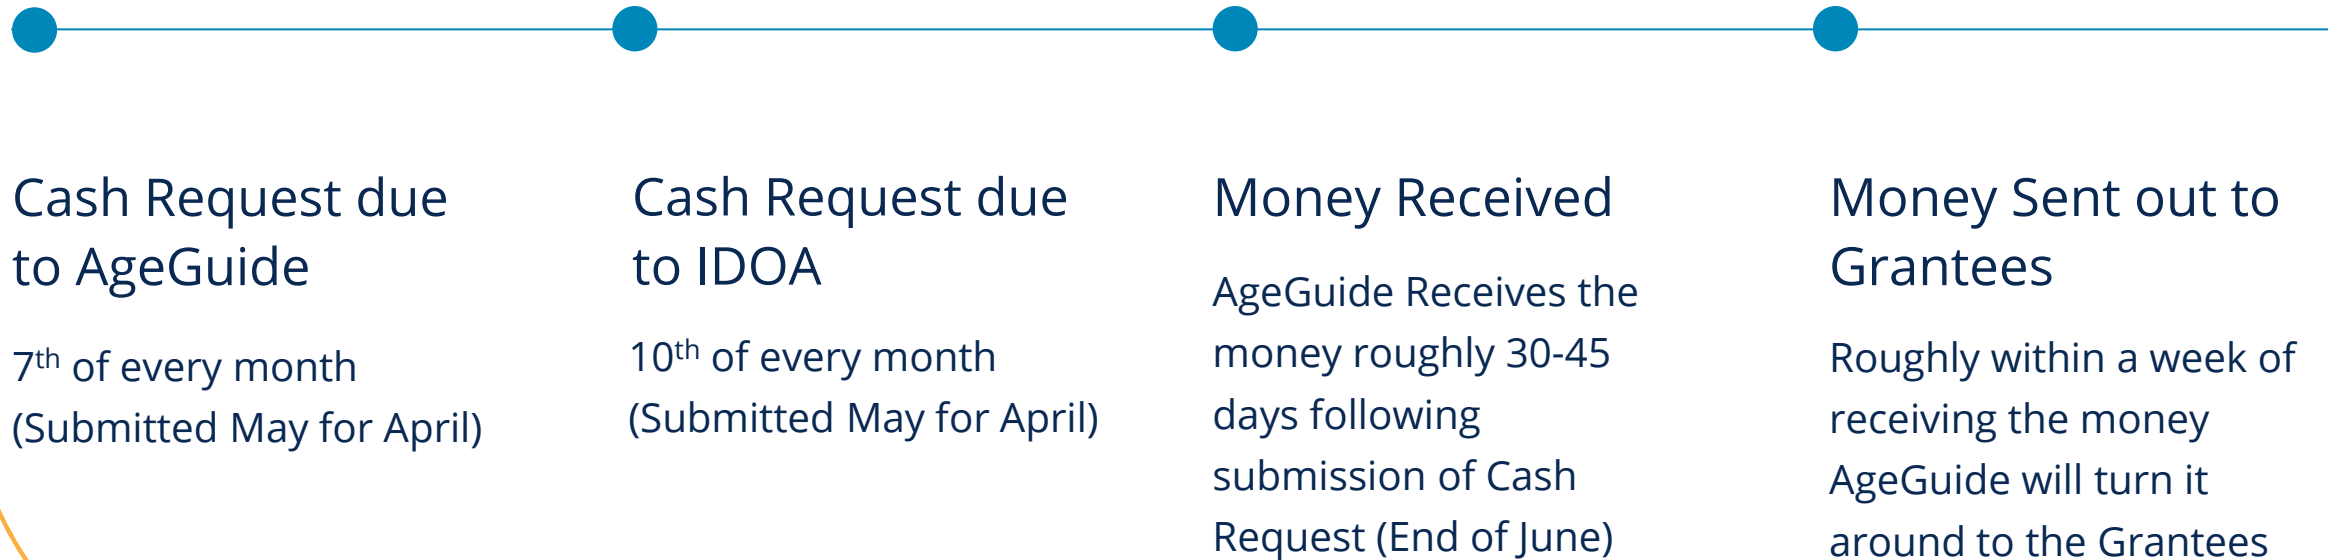 Cash Request due
to AgeGuide
7th of every month
(Submitted May for April)
Cash Request due
to IDOA
10th of every month
(Submitted May for April)
Money Received
AgeGuide Receives the
money roughly 30-45
days following
submission of Cash
Request (End of June)
Money Sent out to
Grantees
Roughly within a week of
receiving the money
AgeGuide will turn it
around to the Grantees